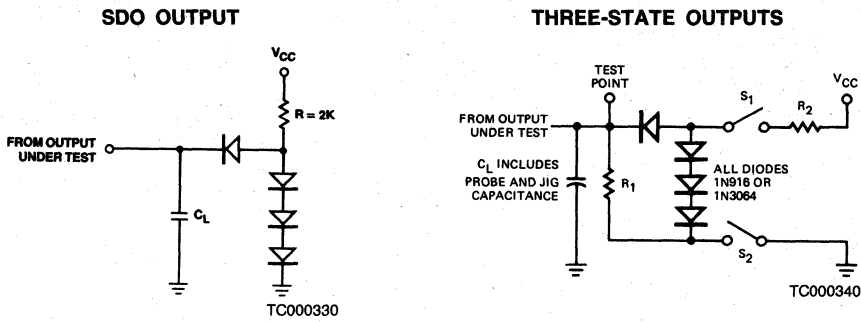 SDO OUTPUT
VCC
R = 2K
FROM OUTPUT
UNDER TEST
CL
TC000330
THREE-STATE OUTPUTS
TEST
POINT
S1
R2
VCC
FROM OUTPUT
UNDER TEST
CL INCLUDES
PROBE AND JIG
CAPACITANCE
R1
ALL DIODES
1N916 OR
1N3064
S2
TC000340